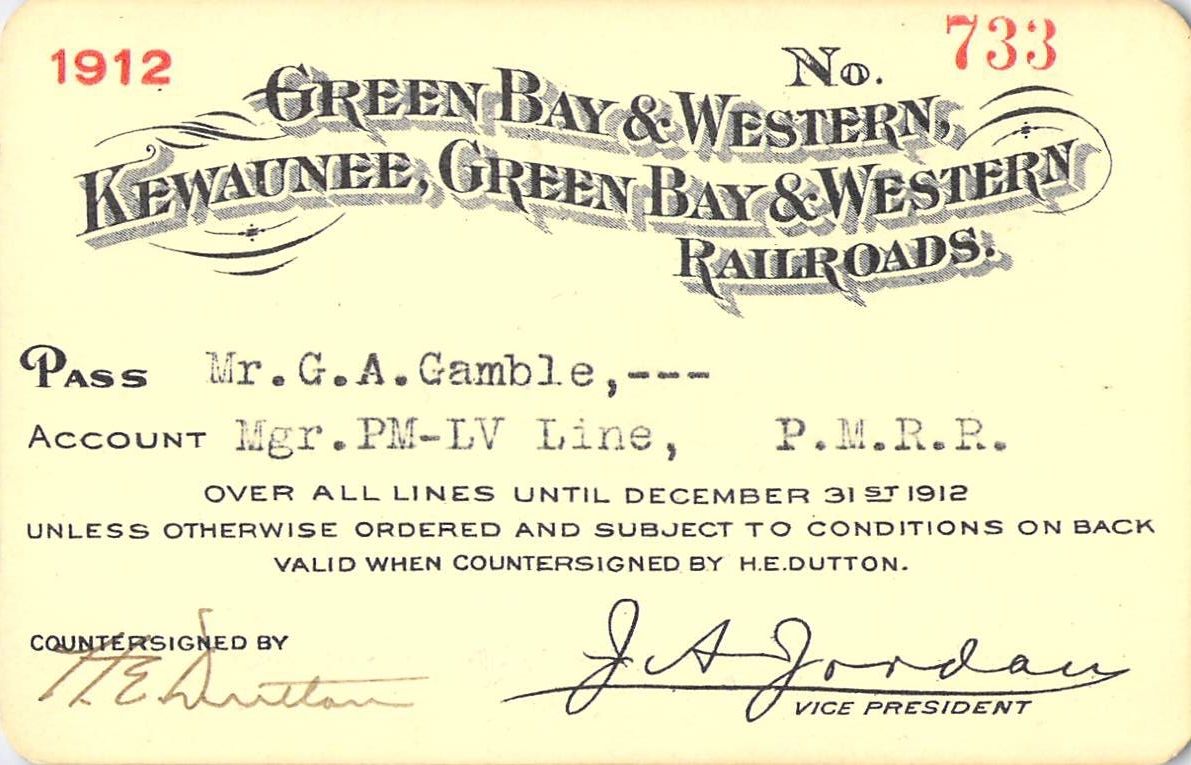 1912
No. 733
GREEN BAY & WESTERN,
KEWAUNEE, GREEN BAY & WESTERN
RAILROADS.
PASS Mr.G.A.Gamble,---
ACCOUNT Mgr.PM-LV Line, P.M.R.R.
OVER ALL LINES UNTIL DECEMBER 31ST 1912
UNLESS OTHERWISE ORDERED AND SUBJECT TO CONDITIONS ON BACK
VALID WHEN COUNTERSIGNED BY H.E.DUTTON.
COUNTERSIGNED BY
H.E. Dutton
J A Jordan
VICE PRESIDENT